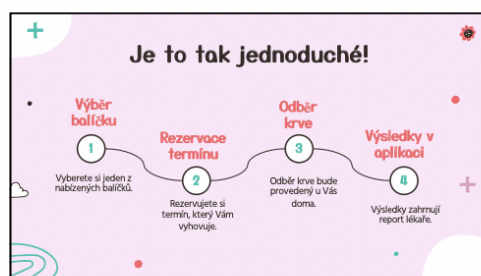 Je to tak jednoduché!
Výběr
balíčku
1
Vyberete si jeden z
nabízených balíčků.
Rezervace
termínu
2
Rezervujete si
termín, který Vám
vyhovuje.
Odběr
krve
3
Odběr krve bude
provedený u Vás
doma.
Výsledky v
aplikaci
4
Výsledky zahrnují
report lékaře.